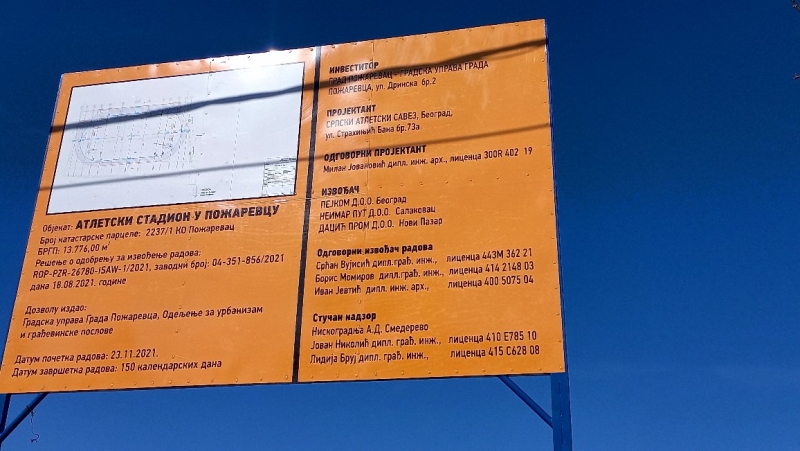 Објекат: АТЛЕТСКИ СТАДИОН У ПОЖАРЕВЦУ
Број катастарске парцеле: 2237/1 КО Пожаревац
БРГП: 13.776,00 м²
Решење о одобрењу за извођење радова:
ROP-PZR-26780-ISAW-1/2021, заводни број: 04-351-856/2021
дана 18.08.2021. године
Дозволу издао:
Градска управа Града Пожаревца, Одељење за урбанизам
и грађевинске послове
Датум почетка радова: 23.11.2021.
Датум завршетка радова: 150 календарских дана
ИНВЕСТИТОР
ГРАД ПОЖАРЕВАЦ - ГРАДСКА УПРАВА ГРАДА
ПОЖАРЕВЦА, ул. Дринска бр.2
ПРОЈЕКТАНТ
СРПСКИ АТЛЕТСКИ САВЕЗ, Београд,
ул. Страхињић Бана бр.73а
ОДГОВОРНИ ПРОЈЕКТАНТ
Милан Јовановић дипл. инж. арх., лиценца 300R 402 19
ИЗВОЂАЧ
ПЕЈКОМ Д.О.О. Београд
НЕИМАР ПУТ Д.О.О. Салаковац
ДАЦИЋ ПРОМ Д.О.О. Нови Пазар
Одговорни извођач радова
Срђан Вујисић дипл.грађ. инж., лиценца 443M 362 21
Борис Момиров дипл.грађ. инж., лиценца 414 2148 03
Иван Јевтић дипл. инж. арх., лиценца 400 5075 04
Стучан надзор
Нискоградња А.Д. Смедерево
Јован Николић дипл. грађ. инж., лиценца 410 E785 10
Лидија Бруј дипл. грађ. инж., лиценца 415 C628 08